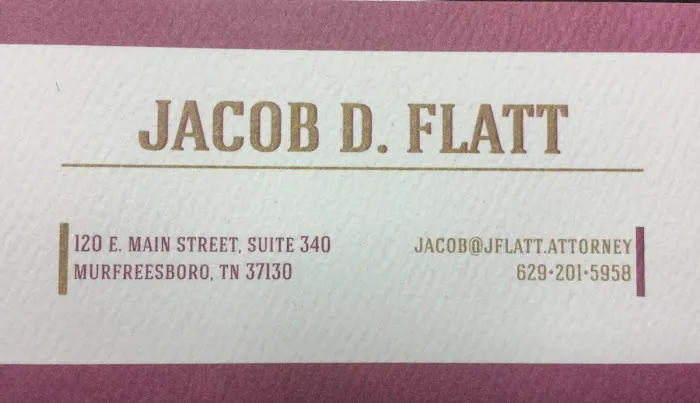 JACOB D. FLATT
120 E. MAIN STREET, SUITE 340
MURFREESBORO, TN 37130
JACOB@JFLATT.ATTORNEY
629·201·5958